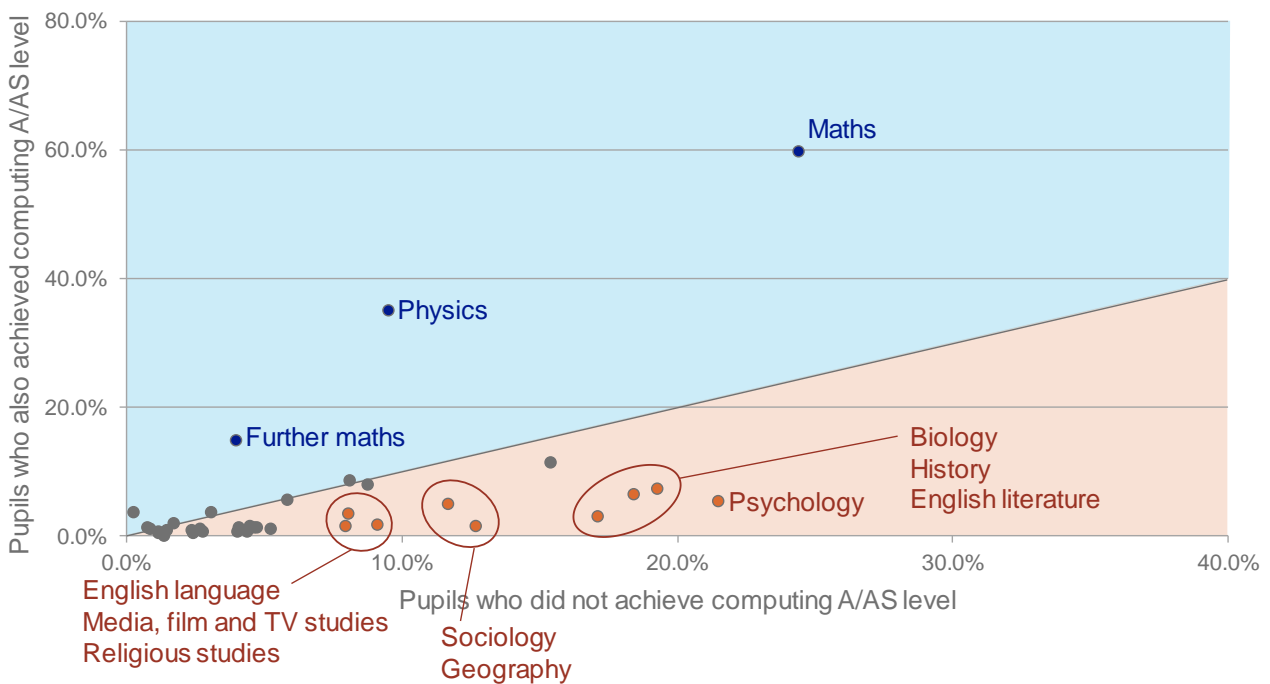 Pupils who also achieved computing A/AS level
80.0%
60.0%
40.0%
20.0%
0.0%
Maths
Physics
Further maths
Biology
History
English literature
Psychology
0.0%
10.0%
20.0%
30.0%
40.0%
Pupils who did not achieve computing A/AS level
English language
Media, film and TV studies
Religious studies
Sociology
Geography